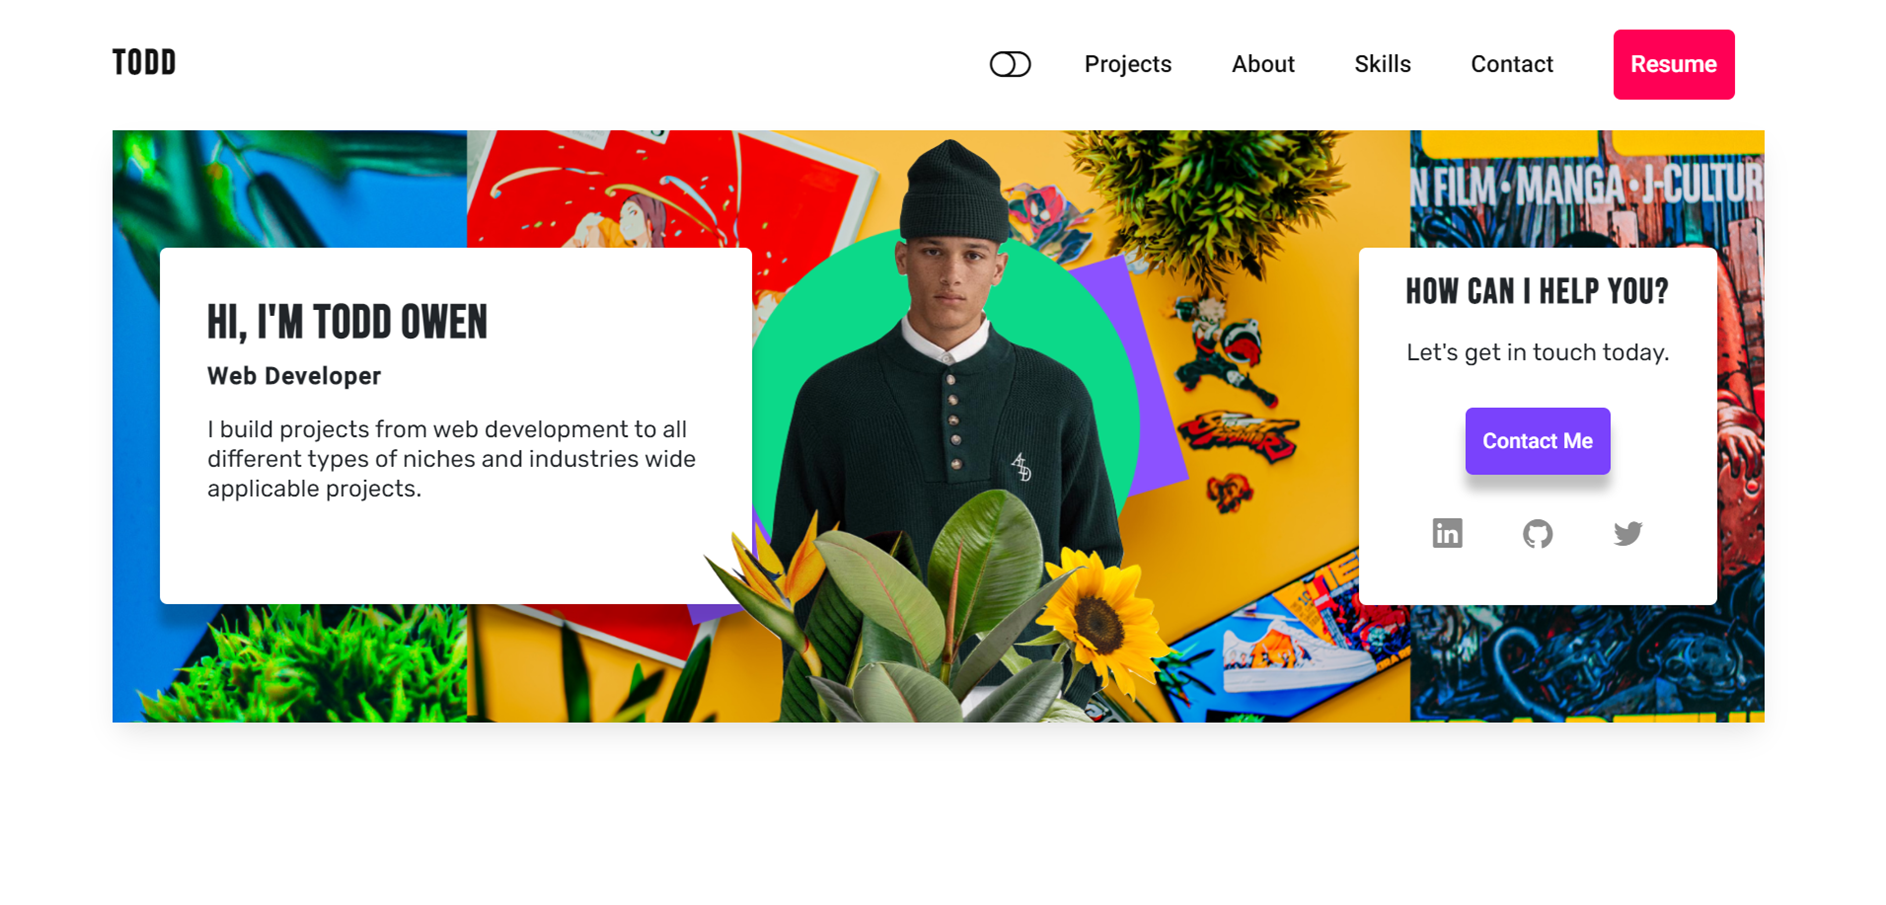 TODD
Projects
About
Skills
Contact
Resume
N FILM • MANGA • J-CULTUR
HI, I'M TODD OWEN
Web Developer
I build projects from web development to all
different types of niches and industries wide
applicable projects.
HOW CAN I HELP YOU?
Let's get in touch today.
Contact Me
in